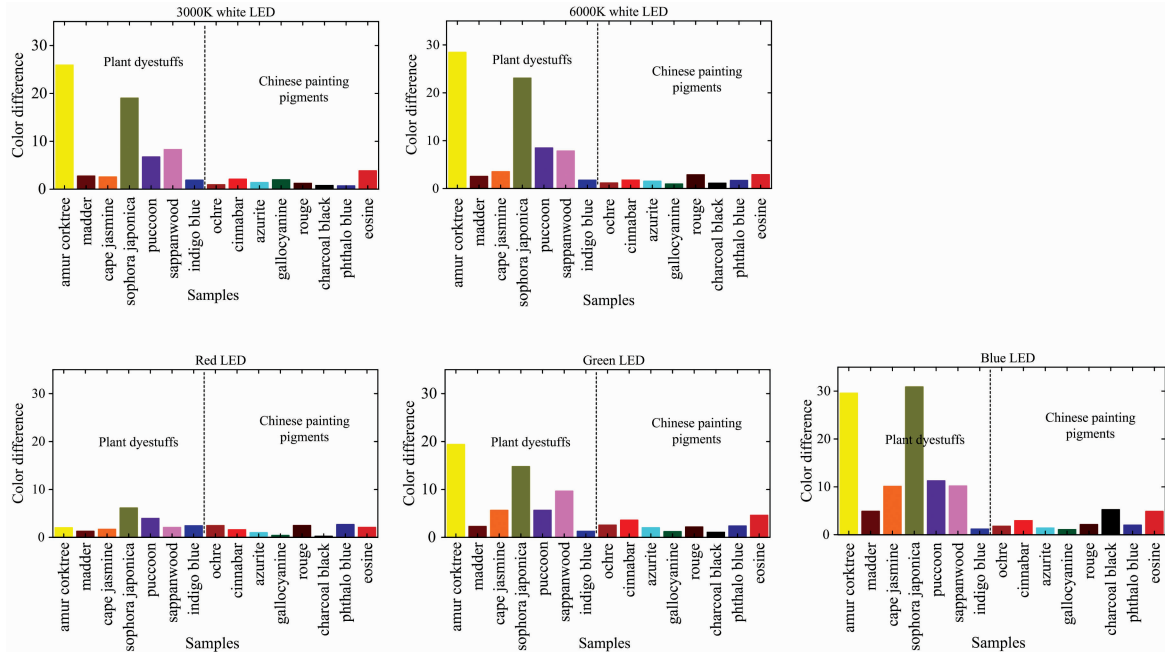 3000K white LED
Color difference
30
20
10
0
Plant dyestuffs
Chinese painting
pigments
amur corktree
madder
cape jasmine
sophora japonica
puccoon
sappanwood
indigo blue
ochre
cinnabar
azurite
gallocyanine
rouge
charcoal black
phthalo blue
eosine
Samples
6000K white LED
Color difference
30
20
10
0
Plant dyestuffs
Chinese painting
pigments
amur corktree
madder
cape jasmine
sophora japonica
puccoon
sappanwood
indigo blue
ochre
cinnabar
azurite
gallocyanine
rouge
charcoal black
phthalo blue
eosine
Samples
Red LED
Color difference
30
20
10
0
Plant dyestuffs
Chinese painting
pigments
amur corktree
madder
cape jasmine
sophora japonica
puccoon
sappanwood
indigo blue
ochre
cinnabar
azurite
gallocyanine
rouge
charcoal black
phthalo blue
eosine
Samples
Green LED
Color difference
30
20
10
0
Plant dyestuffs
Chinese painting
pigments
amur corktree
madder
cape jasmine
sophora japonica
puccoon
sappanwood
indigo blue
ochre
cinnabar
azurite
gallocyanine
rouge
charcoal black
phthalo blue
eosine
Samples
Blue LED
Color difference
30
20
10
0
Plant dyestuffs
Chinese painting
pigments
amur corktree
madder
cape jasmine
sophora japonica
puccoon
sappanwood
indigo blue
ochre
cinnabar
azurite
gallocyanine
rouge
charcoal black
phthalo blue
eosine
Samples